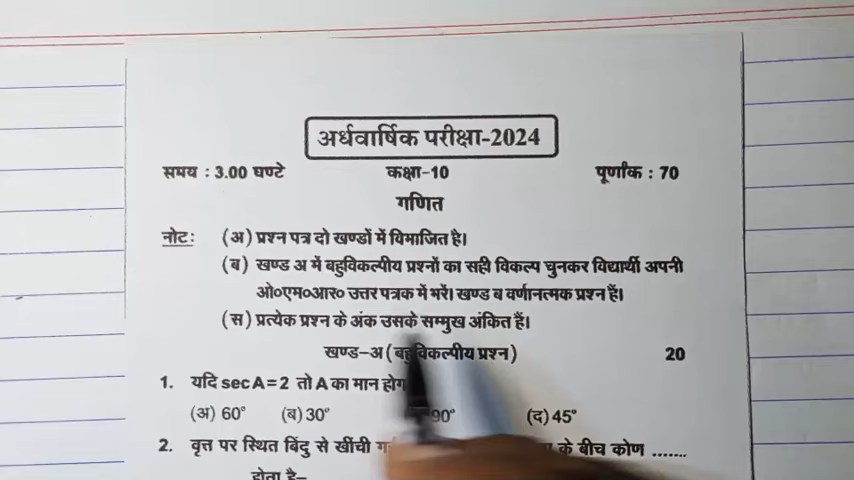 अर्धवार्षिक परीक्षा-2024
समय : 3.00 घण्टे कक्षा-10 पूर्णांक : 70
गणित
नोट: (अ) प्रश्न पत्र दो खण्डों में विभाजित है।
(ब) खण्ड अ में बहुविकल्पीय प्रश्नों का सही विकल्प चुनकर विद्यार्थी अपनी
ओ०एम०आर० उत्तर पत्रक में भरें। खण्ड ब वर्णानत्मक प्रश्न हैं।
(स) प्रत्येक प्रश्न के अंक उसके सम्मुख अंकित हैं।
खण्ड-अ (बहुविकल्पीय प्रश्न) 20
1. यदि sec A = 2 तो A का मान होगा
(अ) 60° (ब) 30° 90° (द) 45°
2. वृत्त पर स्थित बिंदु से खींची के बीच कोण .......
होता है-